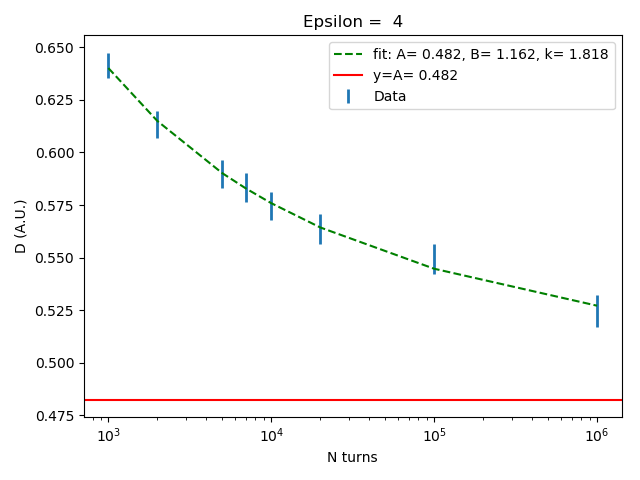 Epsilon =  4
fit: A= 0.482, B= 1.162, k= 1.818
y=A= 0.482
Data
D (A.U.)
0.650
0.625
0.600
0.575
0.550
0.525
0.500
0.475
10³
10⁴
10⁵
10⁶
N turns